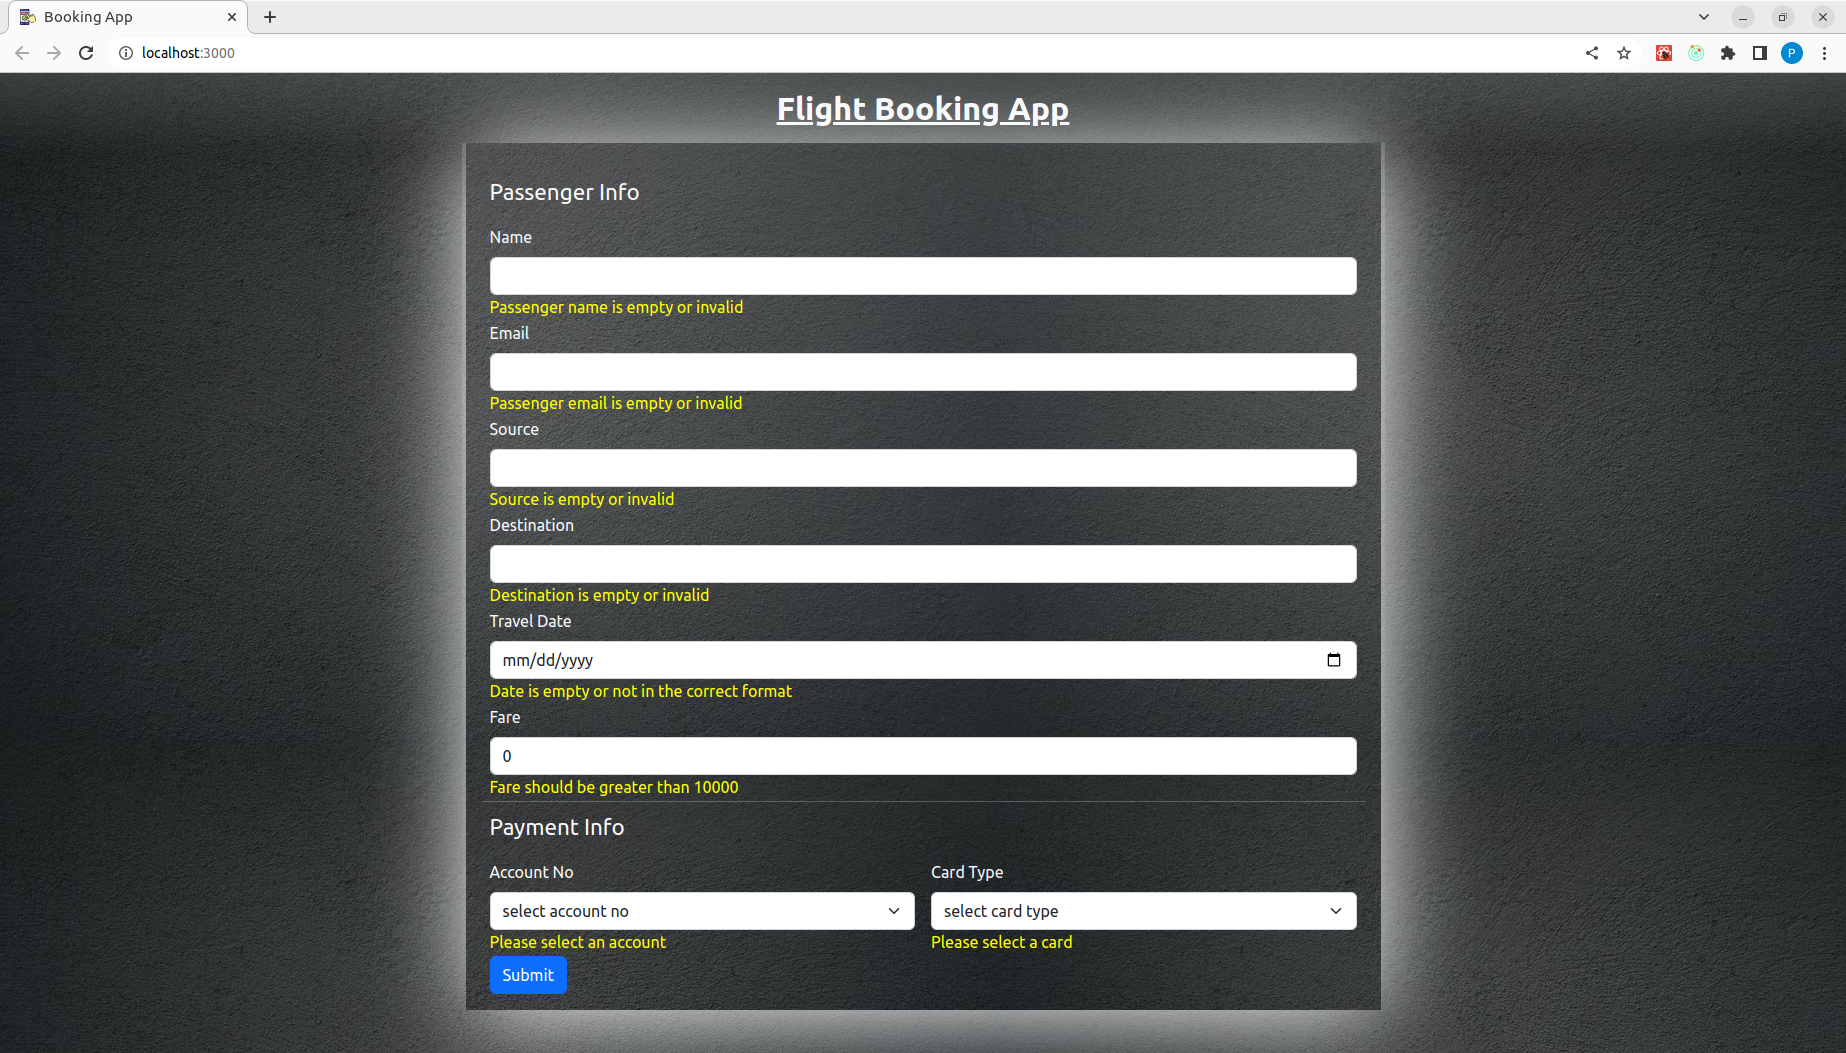 Booking App
localhost:3000
P
Flight Booking App
Passenger Info
Name
Passenger name is empty or invalid
Email
Passenger email is empty or invalid
Source
Source is empty or invalid
Destination
Destination is empty or invalid
Travel Date
mm/dd/yyyy
Date is empty or not in the correct format
Fare
0
Fare should be greater than 10000
Payment Info
Account No Card Type
select account no select card type
Please select an account Please select a card
Submit